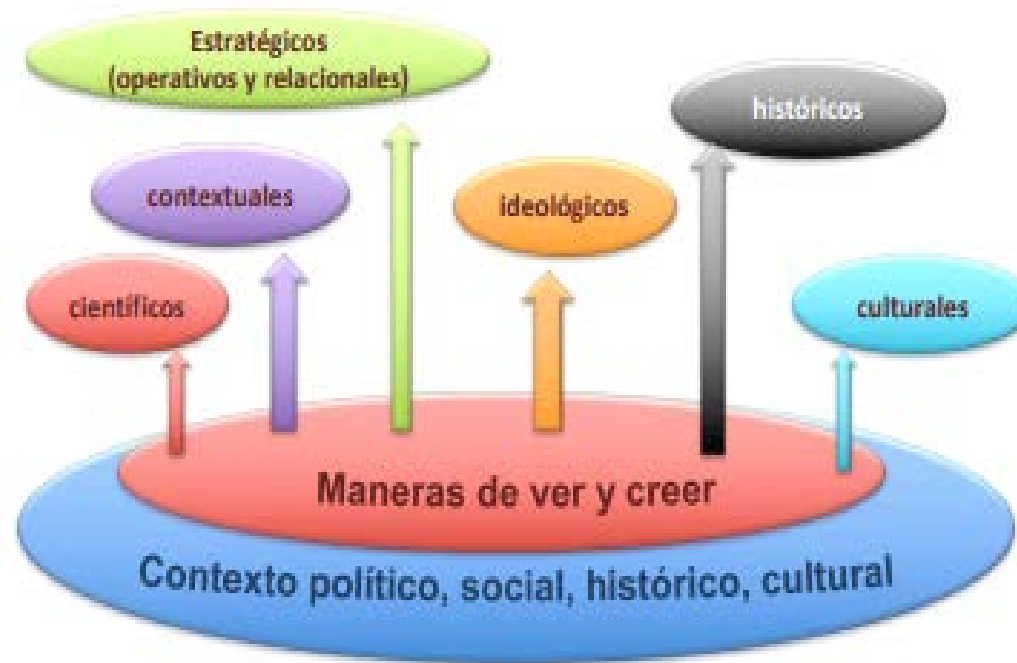 Estratégicos
(operativos y relacionales)
históricos
contextuales
ideológicos
científicos
culturales
Maneras de ver y creer
Contexto político, social, histórico, cultural